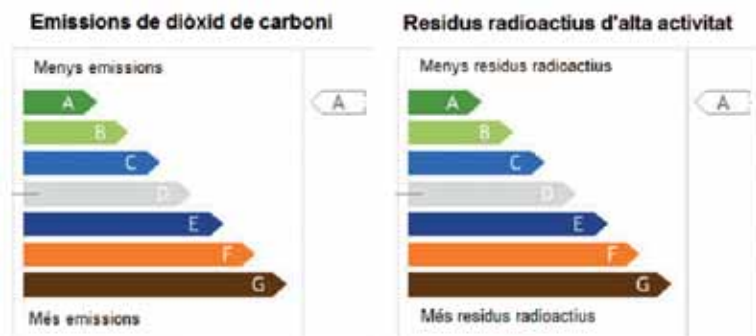 Emissions de diòxid de carboni
Menys emissions
A
A
B
C
D
E
F
G
Més emissions
Residus radioactius d'alta activitat
Menys residus radioactius
A
A
B
C
D
E
F
G
Més residus radioactius